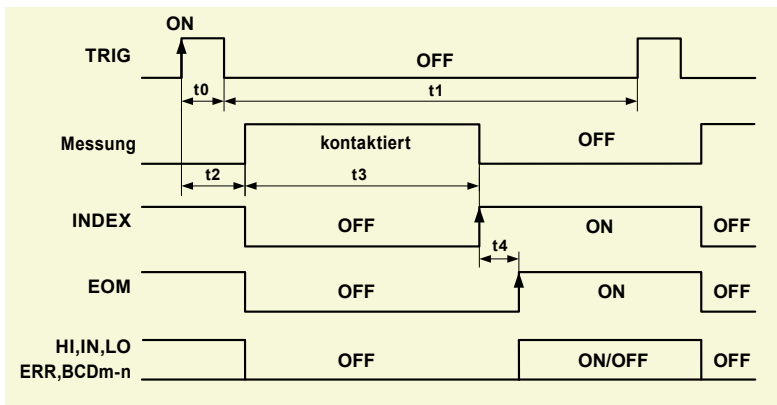 ON
TRIG
OFF
t0
t1
Messung
kontaktiert
OFF
t2
t3
INDEX
OFF
ON
OFF
t4
EOM
OFF
ON
OFF
HI,IN,LO
ERR,BCDm-n
OFF
ON/OFF
OFF